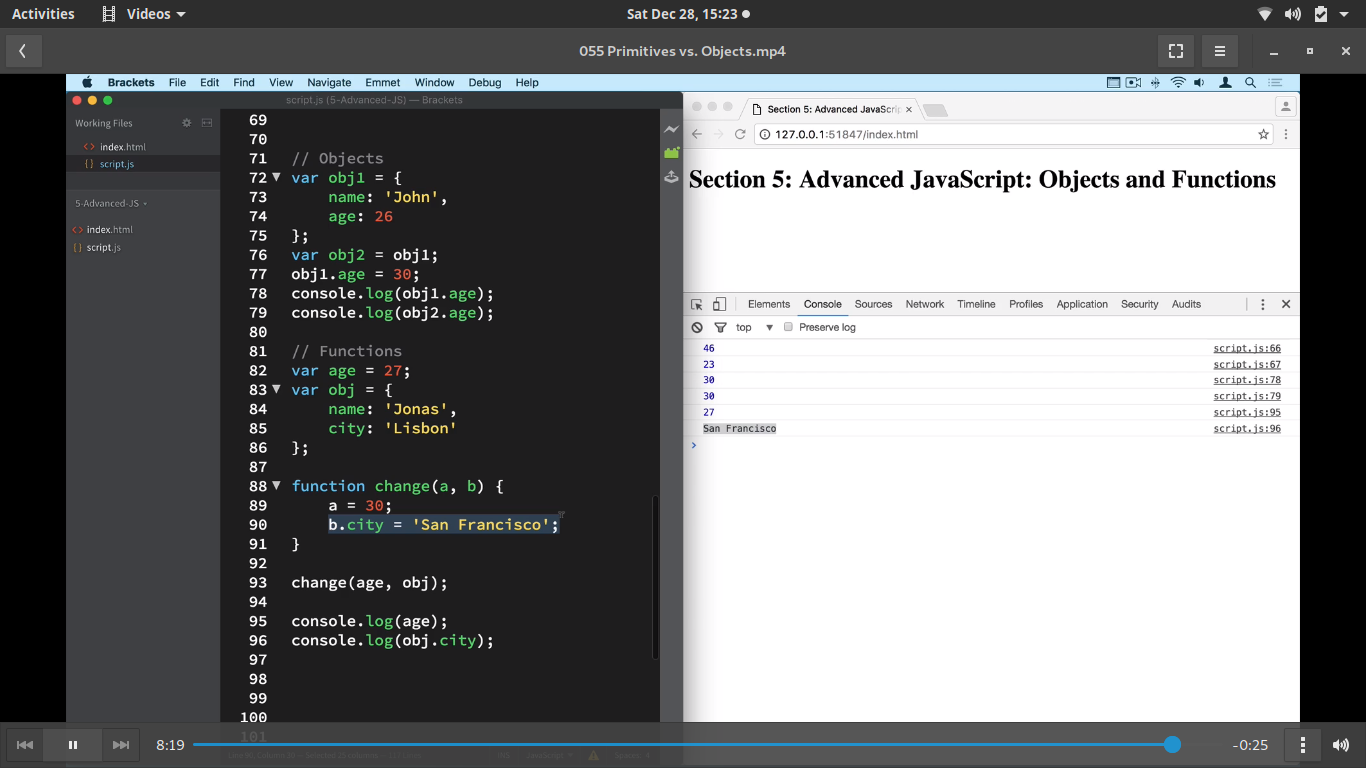 Activities
Videos
Sat Dec 28, 15:23
055 Primitives vs. Objects.mp4
Brackets File Edit Find View Navigate Emmet Window Debug Help
script.js (5-Advanced-JS) — Brackets
Working Files
index.html
script.js
5-Advanced-JS
index.html
script.js
69
70
71 // Objects
72 var obj1 = {
73 name: 'John',
74 age: 26
75 };
76 var obj2 = obj1;
77 obj1.age = 30;
78 console.log(obj1.age);
79 console.log(obj2.age);
80
81 // Functions
82 var age = 27;
83 var obj = {
84 name: 'Jonas',
85 city: 'Lisbon'
86 };
87
88 function change(a, b) {
89 a = 30;
90 b.city = 'San Francisco';
91 }
92
93 change(age, obj);
94
95 console.log(age);
96 console.log(obj.city);
97
98
99
100
101
Section 5: Advanced JavaScrip
127.0.0.1:51847/index.html
Section 5: Advanced JavaScript: Objects and Functions
Elements Console Sources Network Timeline Profiles Application Security Audits
top Preserve log
46 script.js:66
23 script.js:67
30 script.js:78
30 script.js:79
27 script.js:95
San Francisco script.js:96
8:19
-0:25